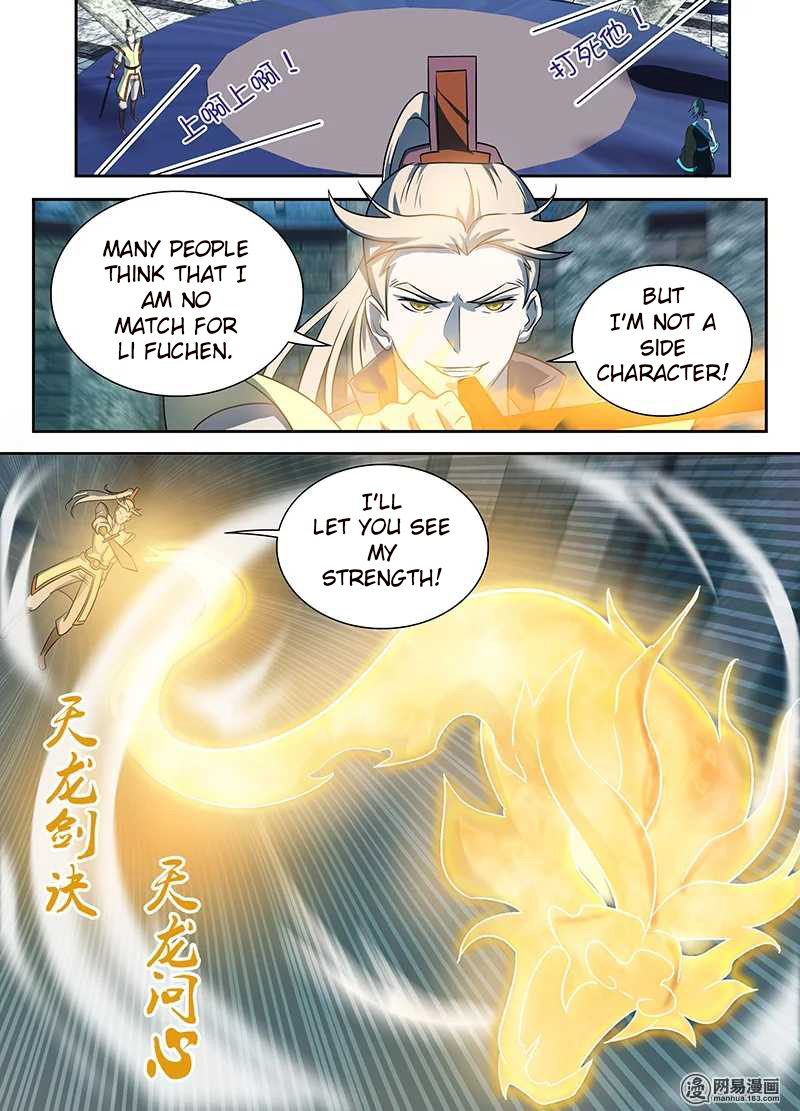 上啊上啊！
打死他！
MANY PEOPLE
THINK THAT I
AM NO
MATCH FOR
LI FUCHEN.
BUT
I'M NOT A
SIDE
CHARACTER!
I'LL
LET YOU SEE
MY
STRENGTH!
天龙剑诀
天龙问心
网易漫画
manhua.163.com